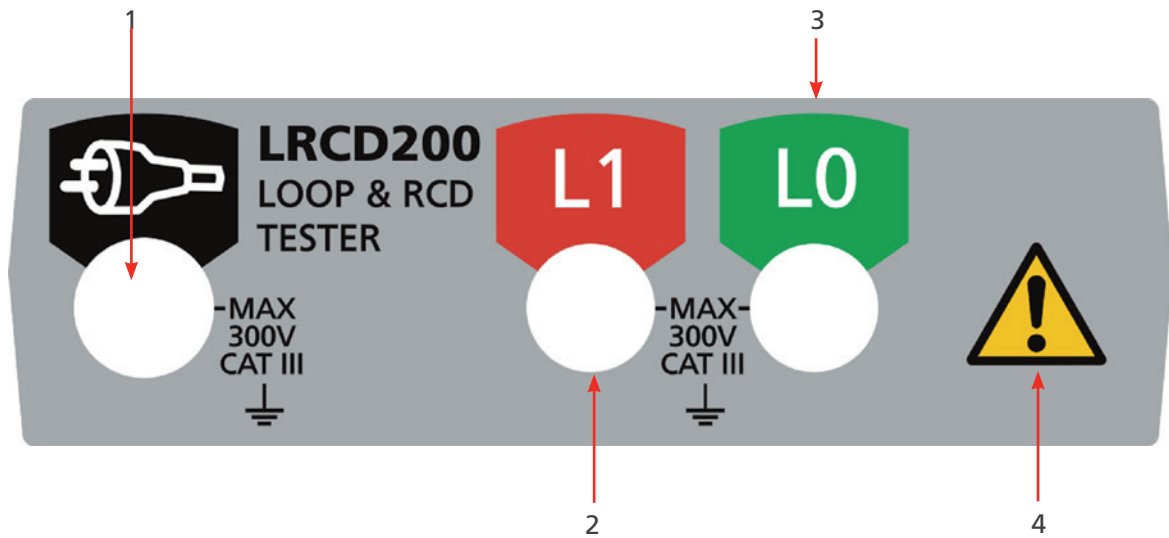 1
3
LRCD200
LOOP & RCD
TESTER
L1
L0
MAX
300V
CAT III
MAX
300V
CAT III
2
4